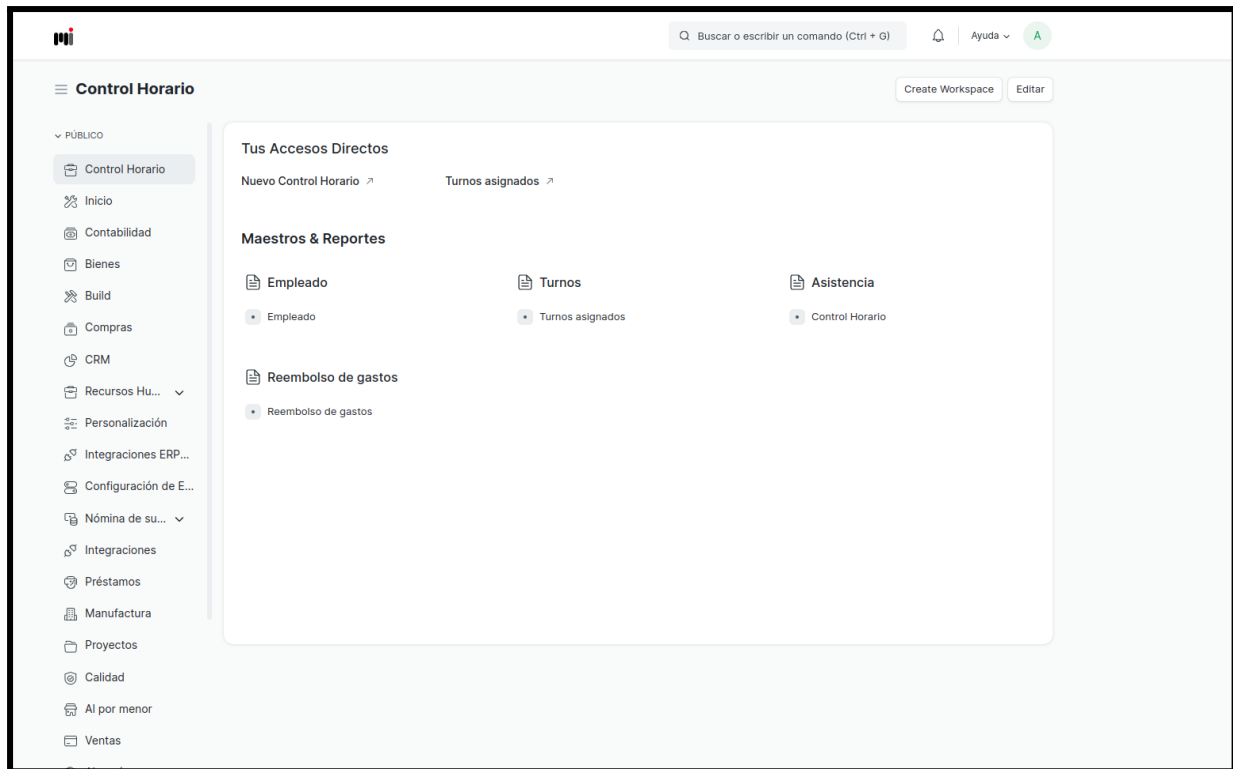 Buscar o escribir un comando (Ctrl + G)
Ayuda
A
Control Horario
Create Workspace
Editar
PÚBLICO
Control Horario
Inicio
Contabilidad
Bienes
Build
Compras
CRM
Recursos Hu...
Personalización
Integraciones ERP...
Configuración de E...
Nómina de su...
Integraciones
Préstamos
Manufactura
Proyectos
Calidad
Al por menor
Ventas
Tus Accesos Directos
Nuevo Control Horario
Turnos asignados
Maestros & Reportes
Empleado
Empleado
Turnos
Turnos asignados
Asistencia
Control Horario
Reembolso de gastos
Reembolso de gastos